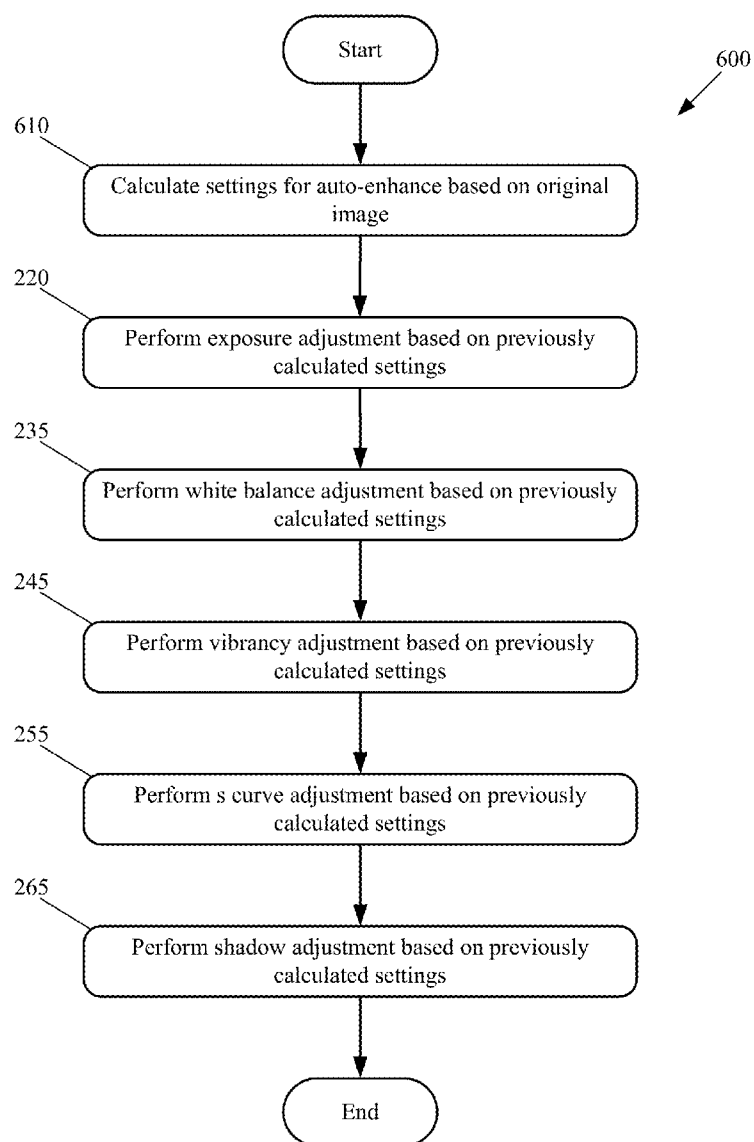 Start
600
610
Calculate settings for auto-enhance based on original
image
220
Perform exposure adjustment based on previously
calculated settings
235
Perform white balance adjustment based on previously
calculated settings
245
Perform vibrancy adjustment based on previously
calculated settings
255
Perform s curve adjustment based on previously
calculated settings
265
Perform shadow adjustment based on previously
calculated settings
End